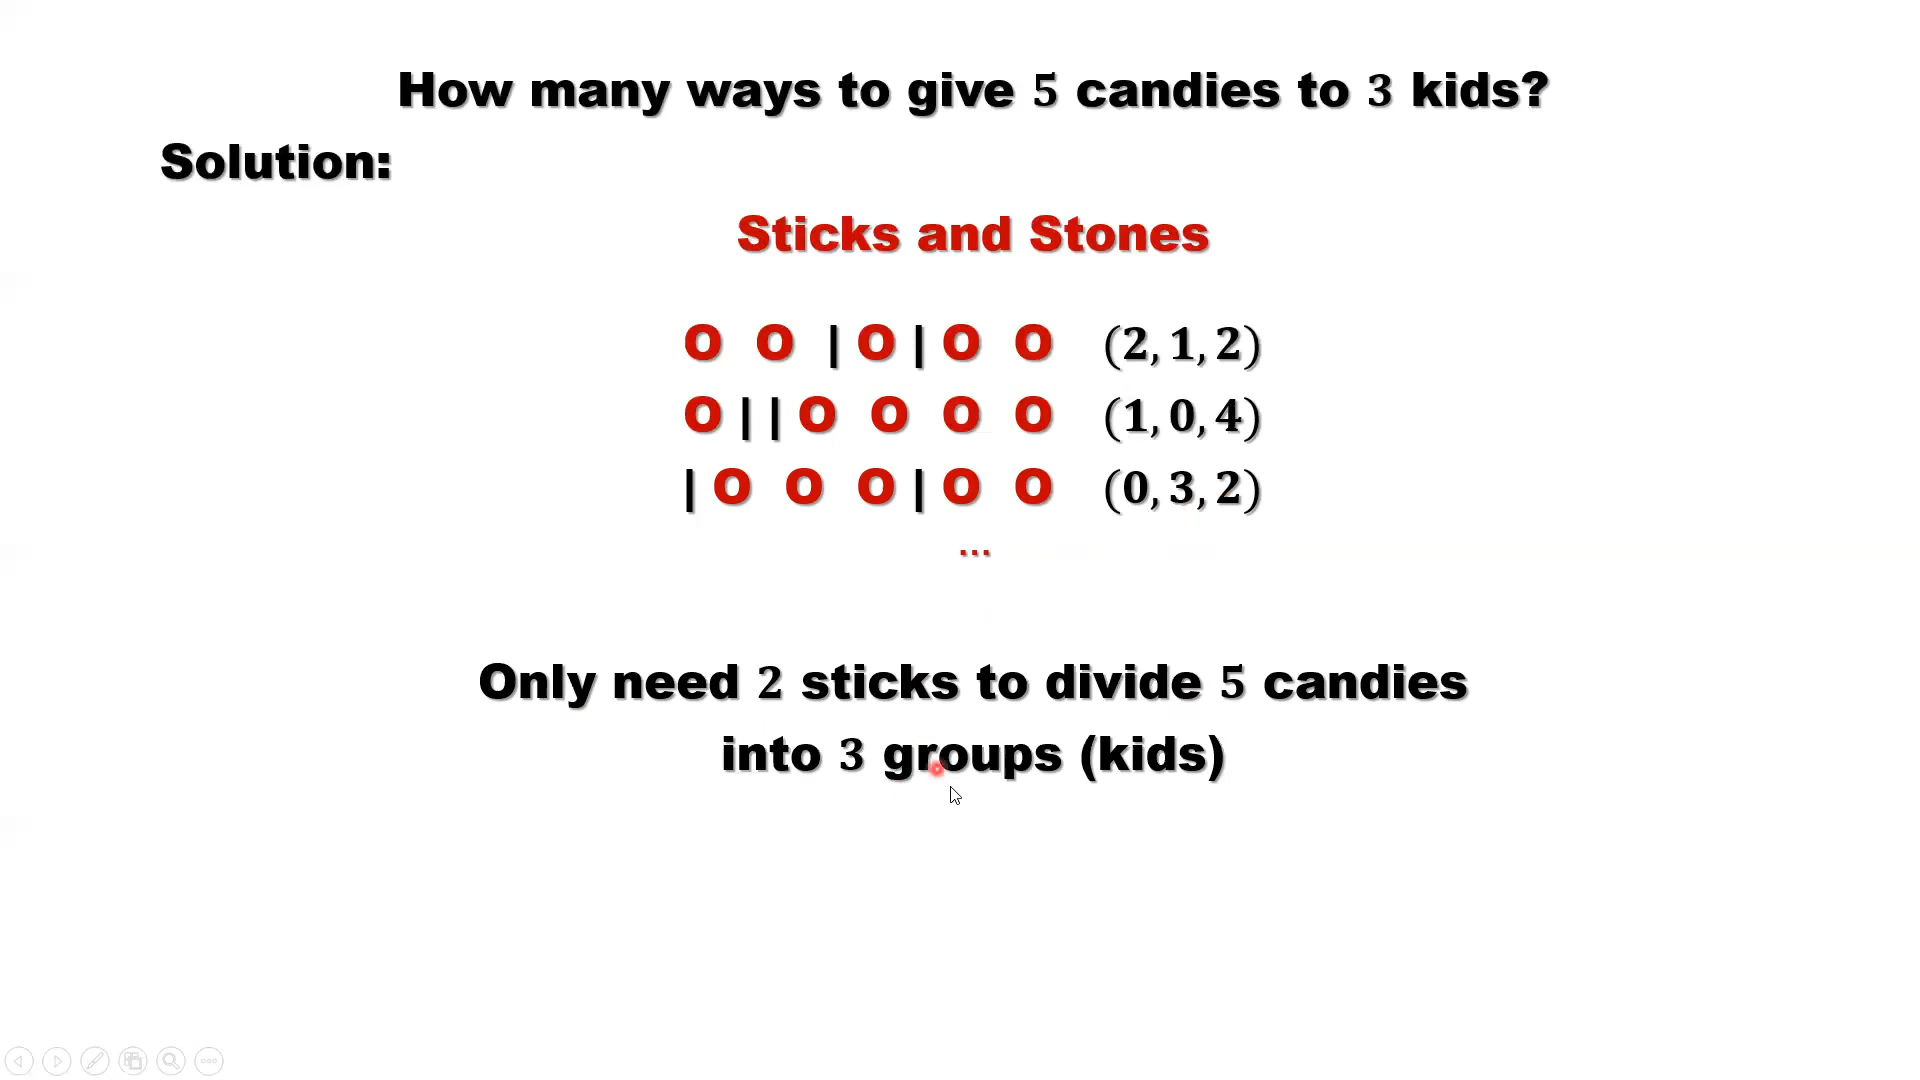 How many ways to give 5 candies to 3 kids?
Solution:
Sticks and Stones
O O | O | O O (2, 1, 2)
O | | O O O O (1, 0, 4)
| O O O | O O (0, 3, 2)
...
Only need 2 sticks to divide 5 candies
into 3 groups (kids)